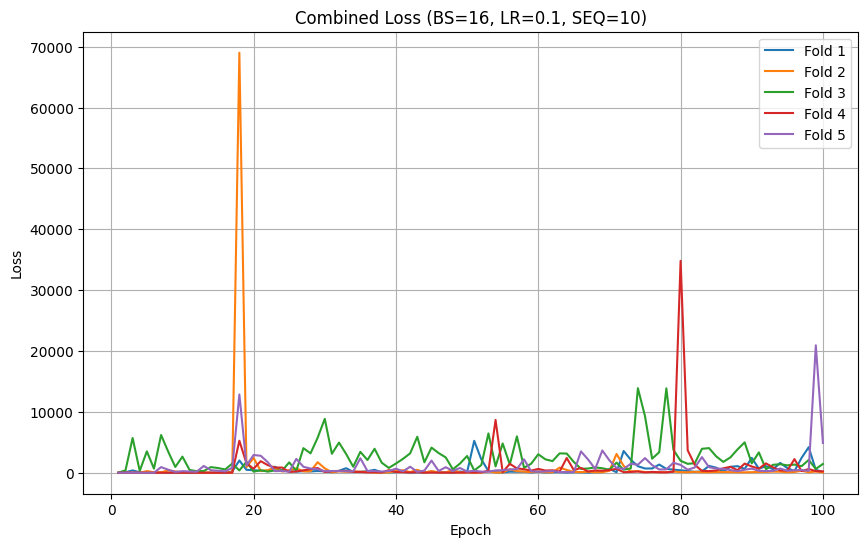 Combined Loss (BS=16, LR=0.1, SEQ=10)
Fold 1
Fold 2
Fold 3
Fold 4
Fold 5
70000
60000
50000
40000
30000
20000
10000
0
Loss
0 20 40 60 80 100
Epoch